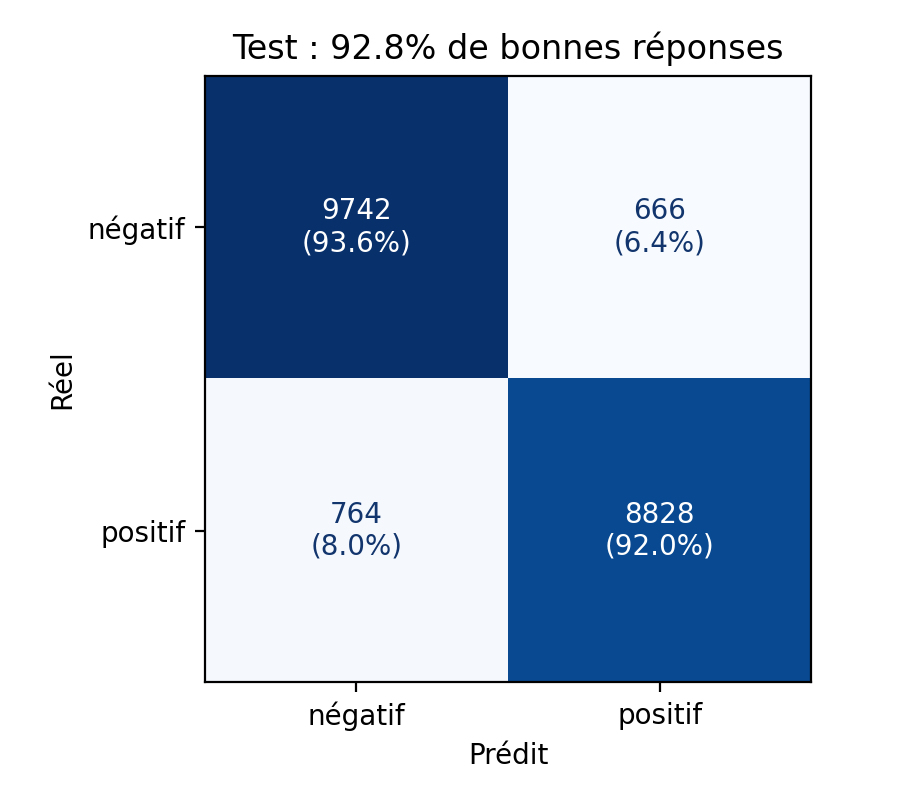 Test : 92.8% de bonnes réponses
négatif
9742
(93.6%)
666
(6.4%)
Réel
positif
764
(8.0%)
8828
(92.0%)
négatif
positif
Prédit